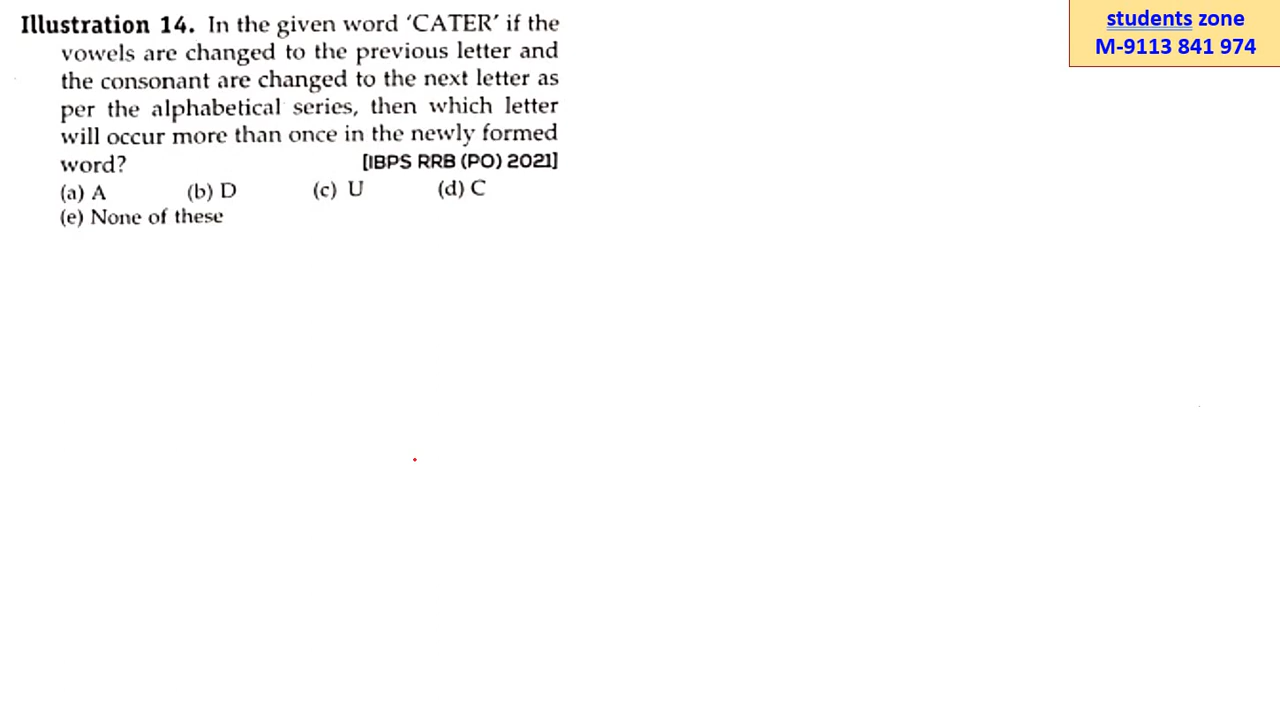 Illustration 14. In the given word ‘CATER’ if the
vowels are changed to the previous letter and
the consonant are changed to the next letter as
per the alphabetical series, then which letter
will occur more than once in the newly formed
word? [IBPS RRB (PO) 2021]
(a) A (b) D (c) U (d) C
(e) None of these
students zone
M-9113 841 974